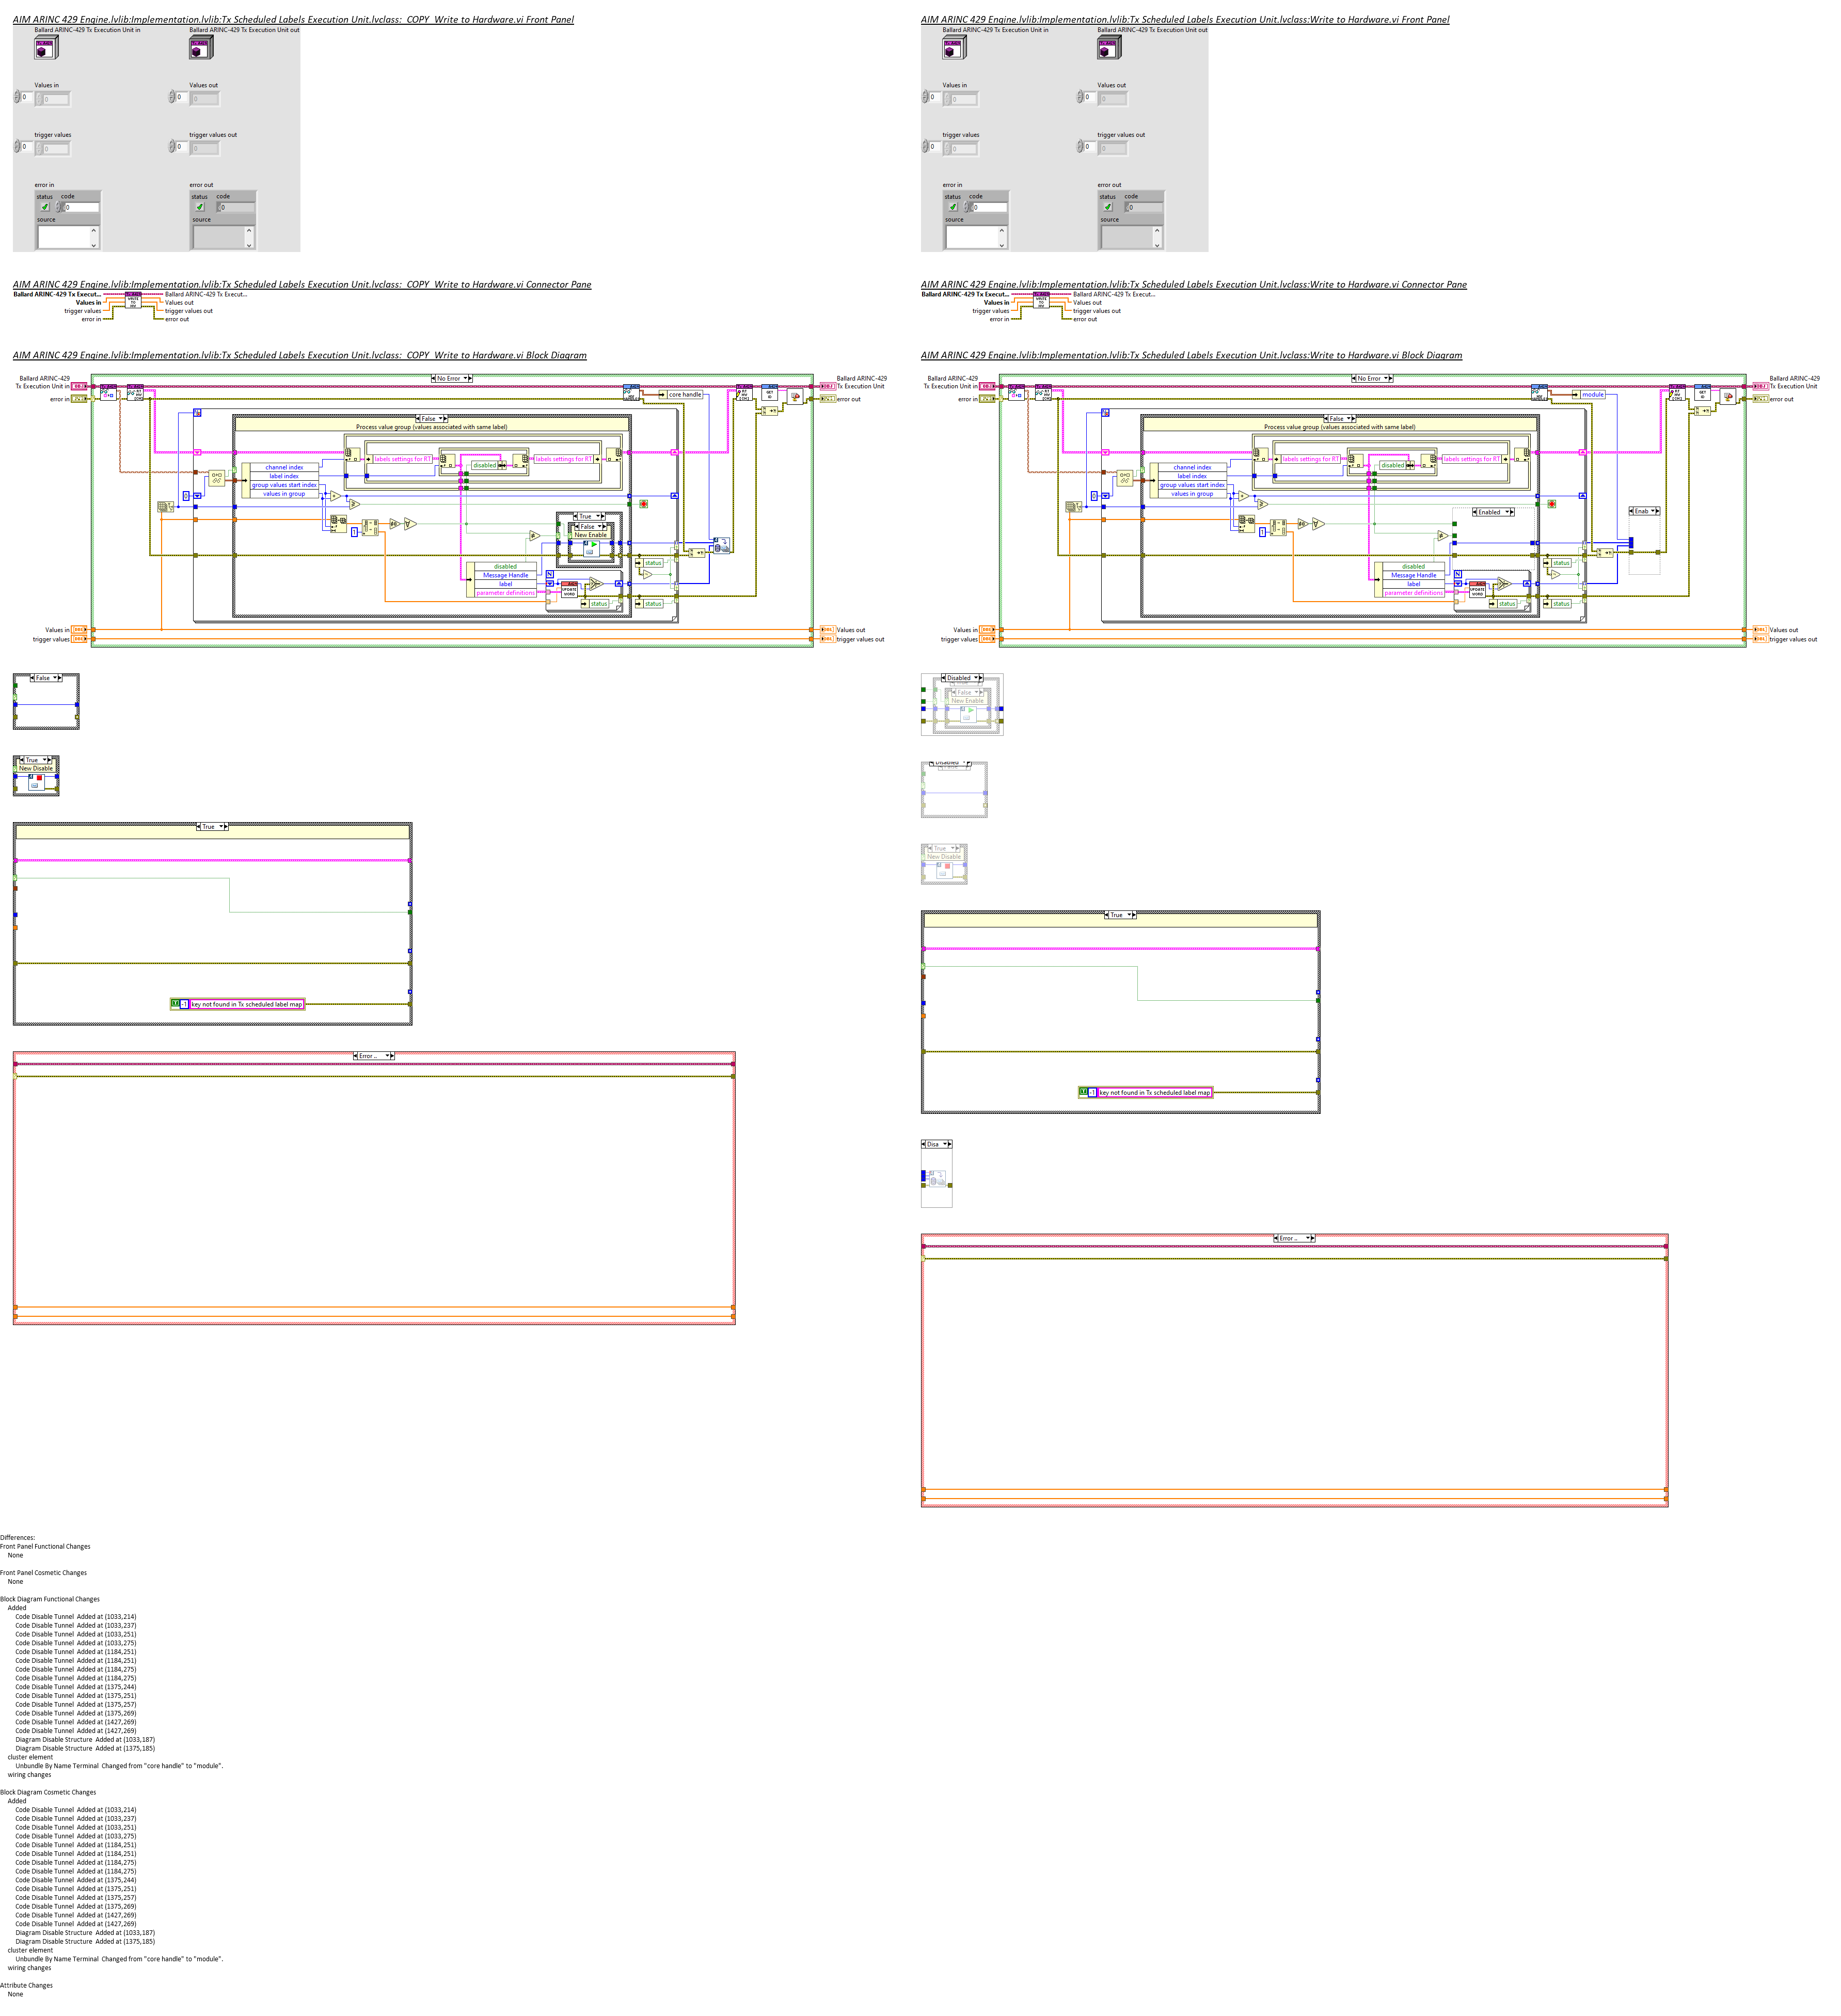 AIM ARINC 429 Engine.lvlib:Implementation.lvlib:Tx Scheduled Labels Execution Unit.lvclass:_COPY_Write to Hardware.vi Front Panel
Ballard ARINC-429 Tx Execution Unit in
Ballard ARINC-429 Tx Execution Unit out
Values in
Values out
0
0
0
0
trigger values
trigger values out
0
0
0
0
error in
error out
status code
status code
0
0
source
source
AIM ARINC 429 Engine.lvlib:Implementation.lvlib:Tx Scheduled Labels Execution Unit.lvclass:_COPY_Write to Hardware.vi Connector Pane
Ballard ARINC-429 Tx Execut...
Ballard ARINC-429 Tx Execut...
Values in
Values out
trigger values
trigger values out
error in
error out
WRITE TO HW
AIM ARINC 429 Engine.lvlib:Implementation.lvlib:Tx Scheduled Labels Execution Unit.lvclass:_COPY_Write to Hardware.vi Block Diagram
No Error
Ballard ARINC-429
Tx Execution Unit in
error in
Ballard ARINC-429
Tx Execution Unit
error out
core handle
False
Process value group (values associated with same label)
labels settings for RT
disabled
labels settings for RT
channel index
label index
group values start index
values in group
True
False
New Enable
disabled
Message Handle
label
parameter definitions
UPDATE WORD
status
status
status
Values in
Values out
trigger values
trigger values out
False
True
New Disable
True
-1 key not found in Tx scheduled label map
Error ..
AIM ARINC 429 Engine.lvlib:Implementation.lvlib:Tx Scheduled Labels Execution Unit.lvclass:Write to Hardware.vi Front Panel
Ballard ARINC-429 Tx Execution Unit in
Ballard ARINC-429 Tx Execution Unit out
Values in
Values out
0
0
0
0
trigger values
trigger values out
0
0
0
0
error in
error out
status code
status code
0
0
source
source
AIM ARINC 429 Engine.lvlib:Implementation.lvlib:Tx Scheduled Labels Execution Unit.lvclass:Write to Hardware.vi Connector Pane
Ballard ARINC-429 Tx Execut...
Ballard ARINC-429 Tx Execut...
Values in
Values out
trigger values
trigger values out
error in
error out
WRITE TO HW
AIM ARINC 429 Engine.lvlib:Implementation.lvlib:Tx Scheduled Labels Execution Unit.lvclass:Write to Hardware.vi Block Diagram
No Error
Ballard ARINC-429
Tx Execution Unit in
error in
Ballard ARINC-429
Tx Execution Unit
error out
module
False
Process value group (values associated with same label)
labels settings for RT
disabled
labels settings for RT
channel index
label index
group values start index
values in group
Enabled
Enab
disabled
Message Handle
label
parameter definitions
UPDATE WORD
status
status
status
Values in
Values out
trigger values
trigger values out
Disabled
False
New Enable
Disabled
True
New Disable
True
-1 key not found in Tx scheduled label map
Disa
Error ..
Differences:
Front Panel Functional Changes
None
Front Panel Cosmetic Changes
None
Block Diagram Functional Changes
Added
Code Disable Tunnel Added at (1033,214)
Code Disable Tunnel Added at (1033,237)
Code Disable Tunnel Added at (1033,251)
Code Disable Tunnel Added at (1033,275)
Code Disable Tunnel Added at (1184,251)
Code Disable Tunnel Added at (1184,251)
Code Disable Tunnel Added at (1184,275)
Code Disable Tunnel Added at (1184,275)
Code Disable Tunnel Added at (1375,244)
Code Disable Tunnel Added at (1375,251)
Code Disable Tunnel Added at (1375,257)
Code Disable Tunnel Added at (1375,269)
Code Disable Tunnel Added at (1427,269)
Code Disable Tunnel Added at (1427,269)
Diagram Disable Structure Added at (1033,187)
Diagram Disable Structure Added at (1375,185)
cluster element
Unbundle By Name Terminal Changed from "core handle" to "module".
wiring changes
Block Diagram Cosmetic Changes
Added
Code Disable Tunnel Added at (1033,214)
Code Disable Tunnel Added at (1033,237)
Code Disable Tunnel Added at (1033,251)
Code Disable Tunnel Added at (1033,275)
Code Disable Tunnel Added at (1184,251)
Code Disable Tunnel Added at (1184,251)
Code Disable Tunnel Added at (1184,275)
Code Disable Tunnel Added at (1184,275)
Code Disable Tunnel Added at (1375,244)
Code Disable Tunnel Added at (1375,251)
Code Disable Tunnel Added at (1375,257)
Code Disable Tunnel Added at (1375,269)
Code Disable Tunnel Added at (1427,269)
Code Disable Tunnel Added at (1427,269)
Diagram Disable Structure Added at (1033,187)
Diagram Disable Structure Added at (1375,185)
cluster element
Unbundle By Name Terminal Changed from "core handle" to "module".
wiring changes
Attribute Changes
None